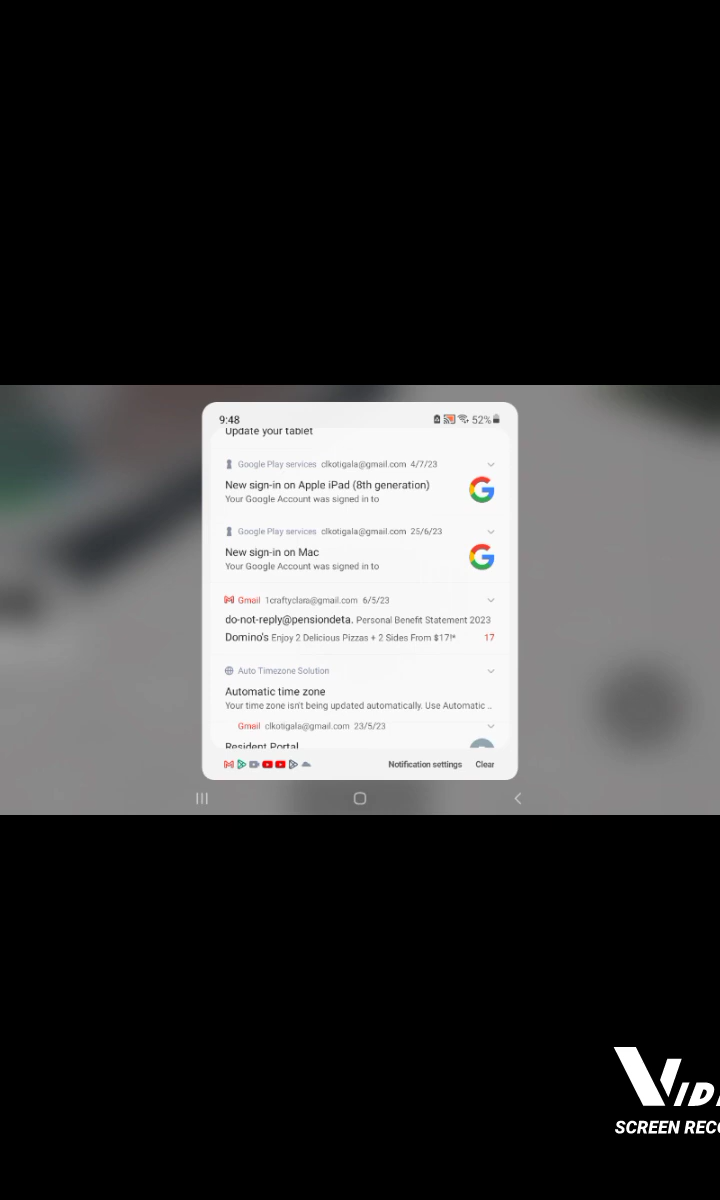 9:48
52%
Update your tablet
Google Play services clkotigala@gmail.com 4/7/23
New sign-in on Apple iPad (8th generation)
Your Google Account was signed in to
Google Play services clkotigala@gmail.com 25/6/23
New sign-in on Mac
Your Google Account was signed in to
Gmail 1craftyclara@gmail.com 6/5/23
do-not-reply@pensiondeta. Personal Benefit Statement 2023
Domino's Enjoy 2 Delicious Pizzas + 2 Sides From $17!* 17
Auto Timezone Solution
Automatic time zone
Your time zone isn't being updated automatically. Use Automatic ..
Gmail clkotigala@gmail.com 23/5/23
Resident Portal
Notification settings Clear
VID
SCREEN REC